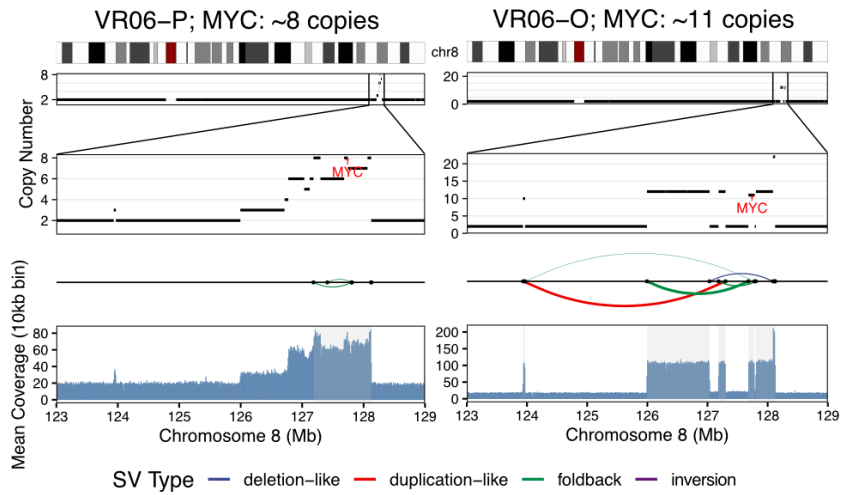 VR06−P; MYC: ~8 copies
VR06−O; MYC: ~11 copies
chr8
8
2
20
0
Copy Number
8
6
4
2
MYC
20
15
10
5
0
MYC
Mean Coverage (10kb bin)
80
60
40
20
0
200
150
100
50
0
123 124 125 126 127 128 129
123 124 125 126 127 128 129
Chromosome 8 (Mb)
Chromosome 8 (Mb)
SV Type deletion−like duplication−like foldback inversion